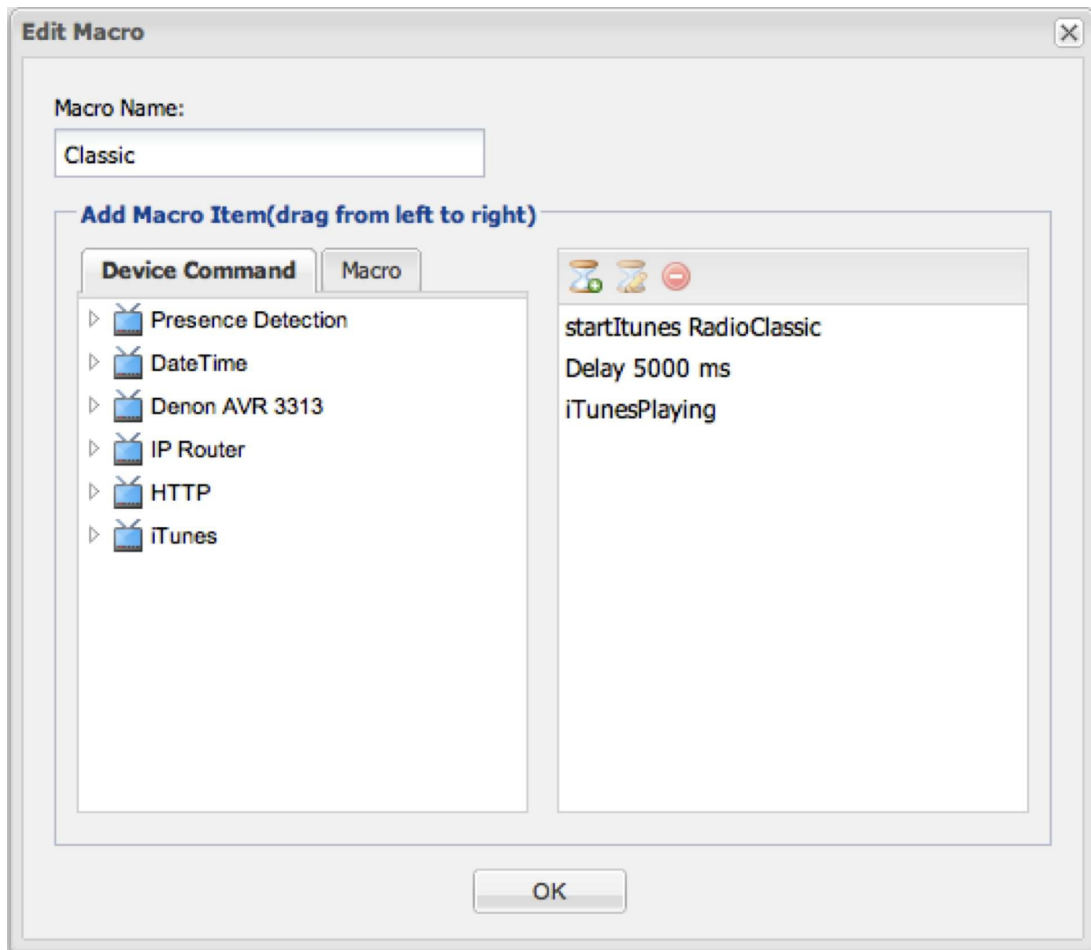 Edit Macro
Macro Name:
Classic
Add Macro Item(drag from left to right)
Device Command
Macro
Presence Detection
DateTime
Denon AVR 3313
IP Router
HTTP
iTunes
startItunes RadioClassic
Delay 5000 ms
iTunesPlaying
OK